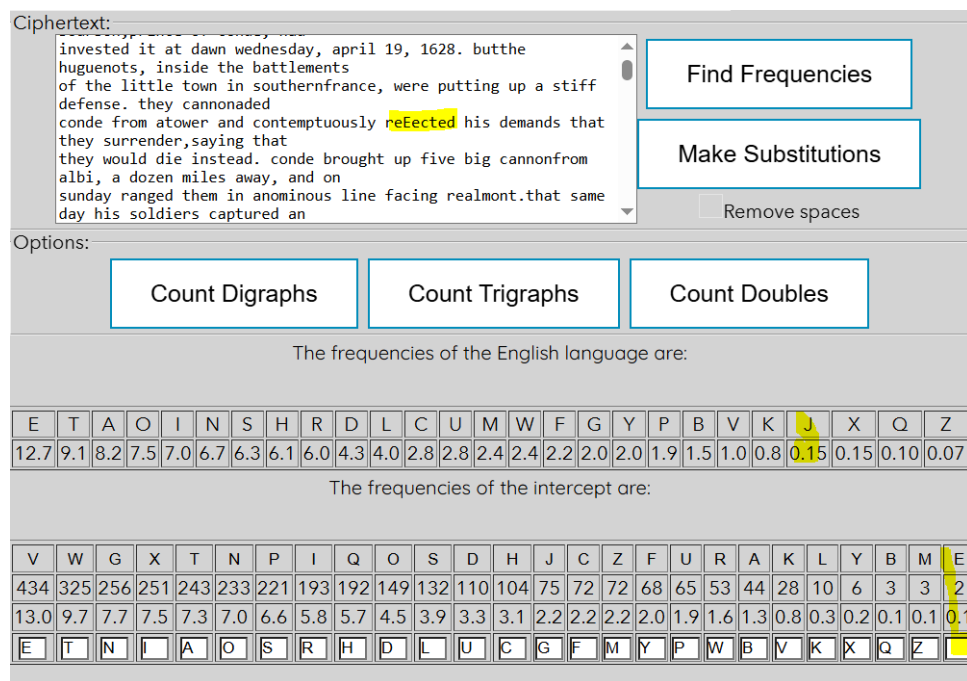 Ciphertext:
invested it at dawn wednesday, april 19, 1628. butthe
huguenots, inside the battlements
of the little town in southernfrance, were putting up a stiff
defense. they cannonaded
conde from atower and contemptuously reEected his demands that
they surrender,saying that
they would die instead. conde brought up five big cannonfrom
albi, a dozen miles away, and on
sunday ranged them in anominous line facing realmont.that same
day his soldiers captured an
Find Frequencies
Make Substitutions
Remove spaces
Options:
Count Digraphs Count Trigraphs Count Doubles
The frequencies of the English language are:
E T A O I N S H R D L C U M W F G Y P B V K J X Q Z
12.7 9.1 8.2 7.5 7.0 6.7 6.3 6.1 6.0 4.3 4.0 2.8 2.8 2.4 2.4 2.2 2.0 2.0 1.9 1.5 1.0 0.8 0.15 0.15 0.10 0.07
The frequencies of the intercept are:
V W G X T N P I Q O S D H J C Z F U R A K L Y B M E
434 325 256 251 243 233 221 193 192 149 132 110 104 75 72 72 68 65 53 44 28 10 6 3 3 2
13.0 9.7 7.7 7.5 7.3 7.0 6.6 5.8 5.7 4.5 3.9 3.3 3.1 2.2 2.2 2.2 2.0 1.9 1.6 1.3 0.8 0.3 0.2 0.1 0.1 0.1
E T N I A O S R H D L U C G F M Y P W B V K X Q Z